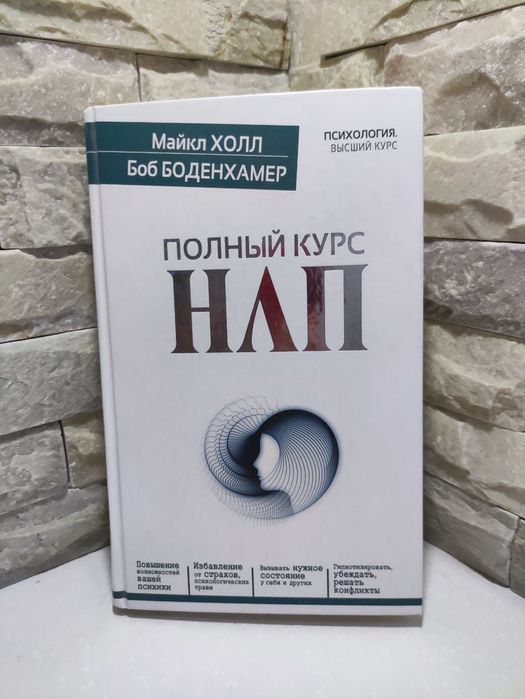 Майкл ХОЛЛ
Боб БОДЕНХАМЕР
ПСИХОЛОГИЯ.
ВЫСШИЙ КУРС
ПОЛНЫЙ КУРС
НЛП
Повышение
возможностей
вашей
психики
Избавление
от страхов,
психологических
травм
Вызывать нужное
состояние
у себя и других
Гипнотизировать,
убеждать,
решать
конфликты